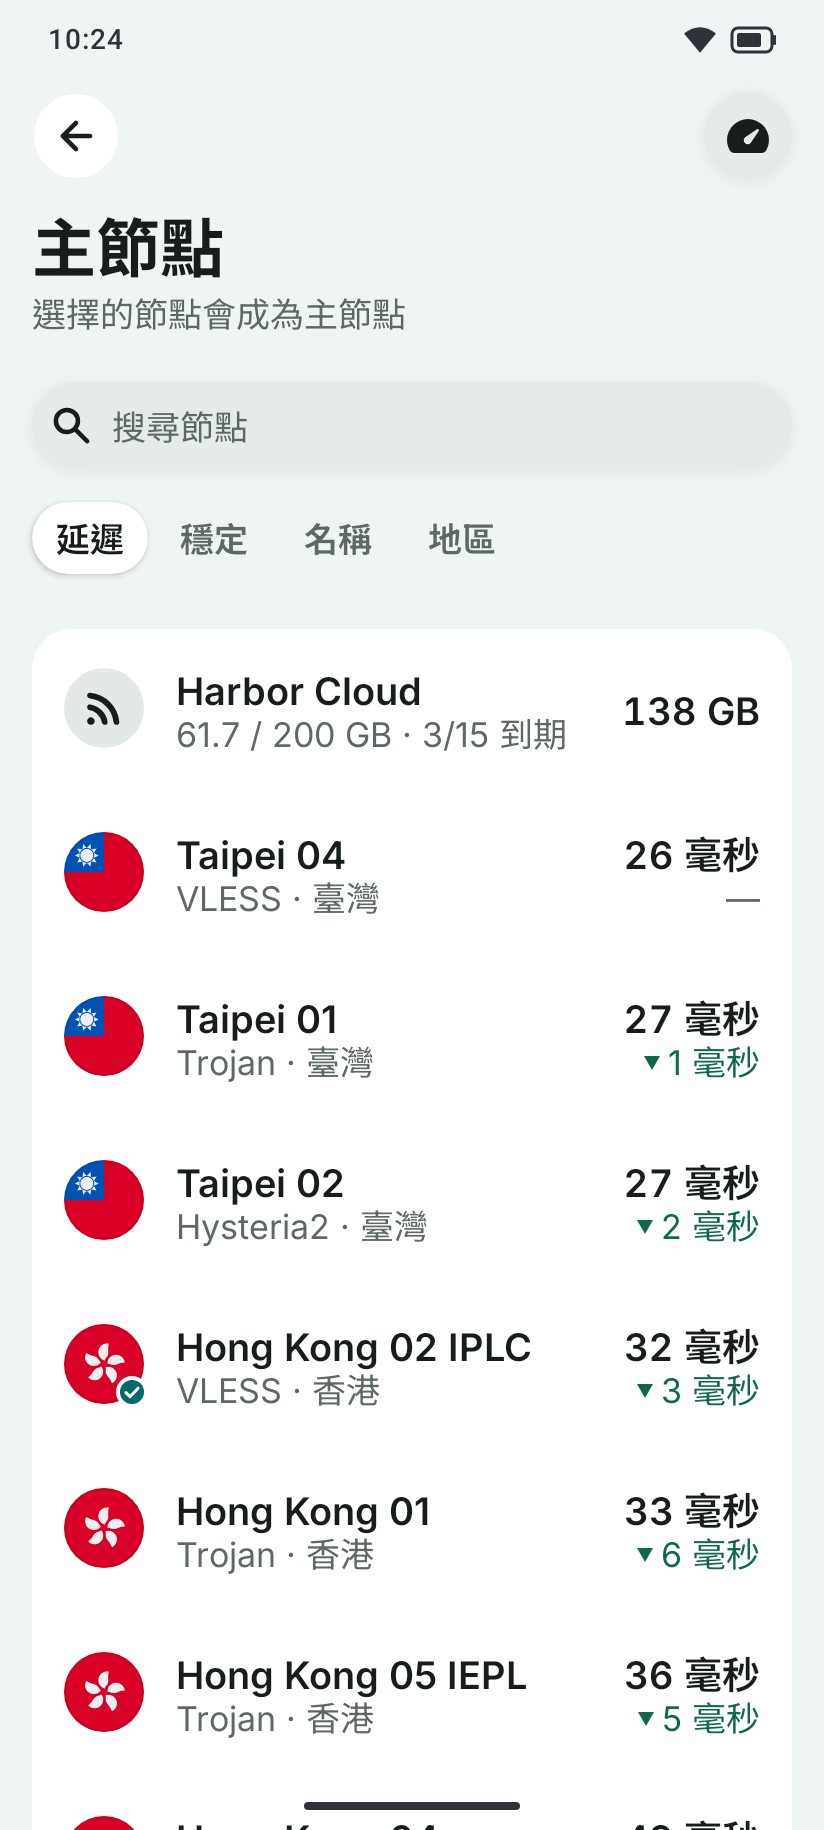 10:24
主節點
選擇的節點會成為主節點
搜尋節點
延遲 穩定 名稱 地區
Harbor Cloud
61.7 / 200 GB · 3/15 到期
138 GB
Taipei 04
VLESS · 臺灣
26 毫秒
—
Taipei 01
Trojan · 臺灣
27 毫秒
▼1 毫秒
Taipei 02
Hysteria2 · 臺灣
27 毫秒
▼2 毫秒
Hong Kong 02 IPLC
VLESS · 香港
32 毫秒
▼3 毫秒
Hong Kong 01
Trojan · 香港
33 毫秒
▼6 毫秒
Hong Kong 05 IEPL
Trojan · 香港
36 毫秒
▼5 毫秒